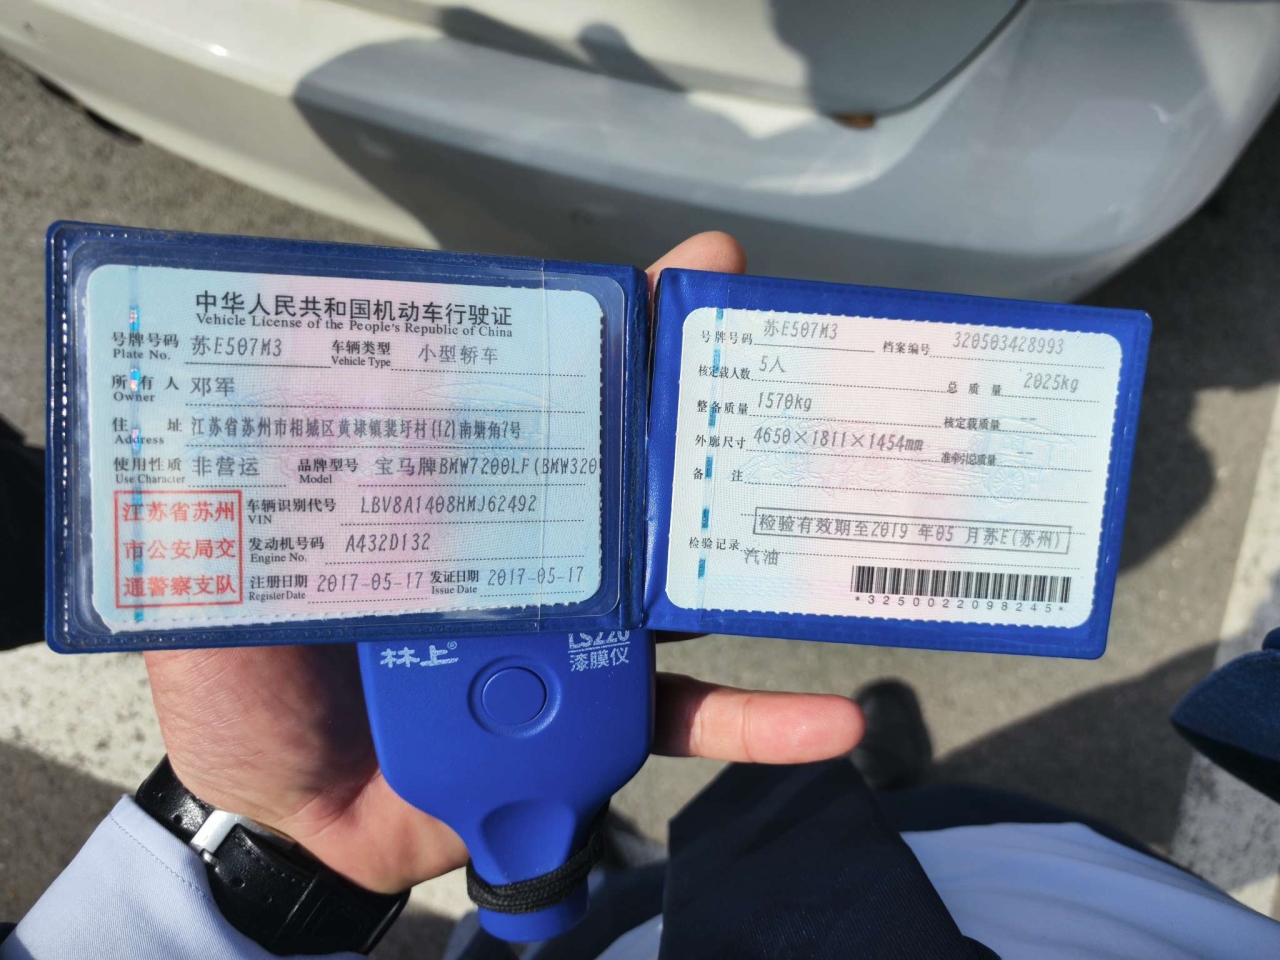 中华人民共和国机动车行驶证
Vehicle License of the People's Republic of China
号牌号码 苏E507M3 车辆类型 小型轿车
Plate No. Vehicle Type
所有人 邓军
Owner
住址 江苏省苏州市相城区黄埭镇裴圩村(12)南塘角7号
Address
使用性质 非营运 品牌型号 宝马牌BMW7200LF(BMW320
Use Character Model
江苏省苏州
市公安局交
通警察支队
车辆识别代号 LBV8A1408HMJ62492
VIN
发动机号码 A432D132
Engine No.
注册日期 2017-05-17 发证日期 2017-05-17
Register Date Issue Date
号牌号码 苏E507M3 档案编号 320503428993
核定载人数 5人 总质量 2025kg
整备质量 1570kg 核定载质量 --
外廓尺寸 4650×1811×1454mm 准牵引总质量 --
备注
检验有效期至2019 年05 月苏E(苏州)
检验记录
汽油
*3250022098245*
林上® LS220
漆膜仪